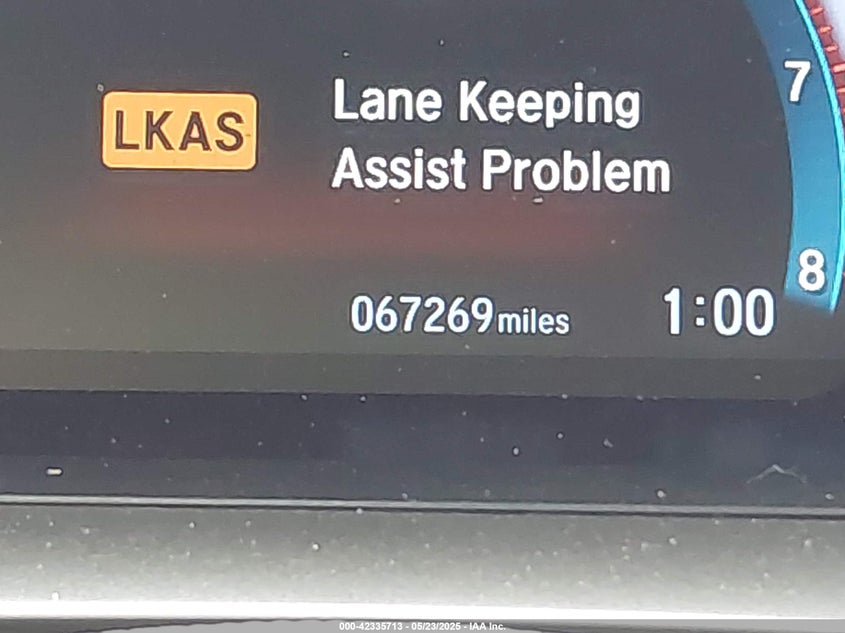 7
LKAS
Lane Keeping
Assist Problem
8
067269miles
1:00
000-42335713 - 05/23/2025 - IAA Inc.